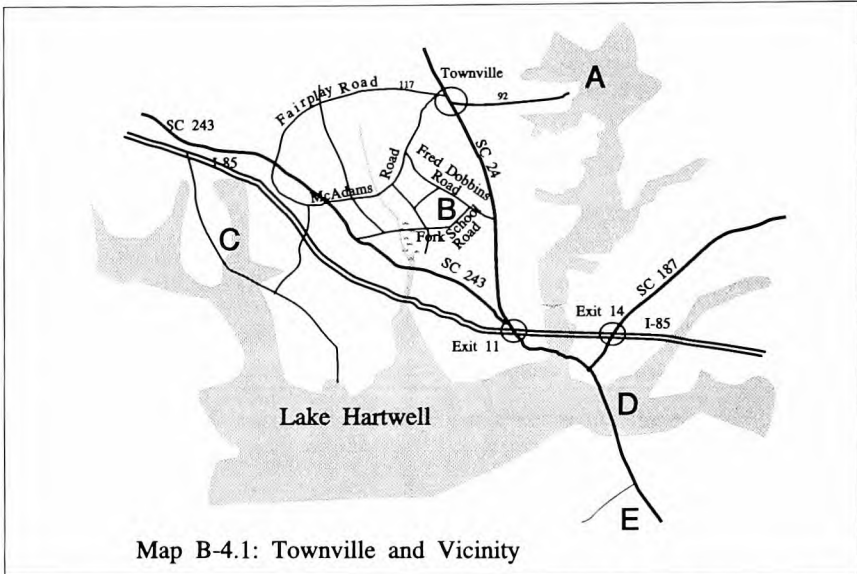 Townville
A
Fairplay Road
117
92
SC 243
SC 24
I-85
Fred Dobbins
Road
McAdams Road
B
School
Road
Fork
C
SC 243
SC 187
Exit 14
I-85
Exit 11
D
Lake Hartwell
E
Map B-4.1: Townville and Vicinity